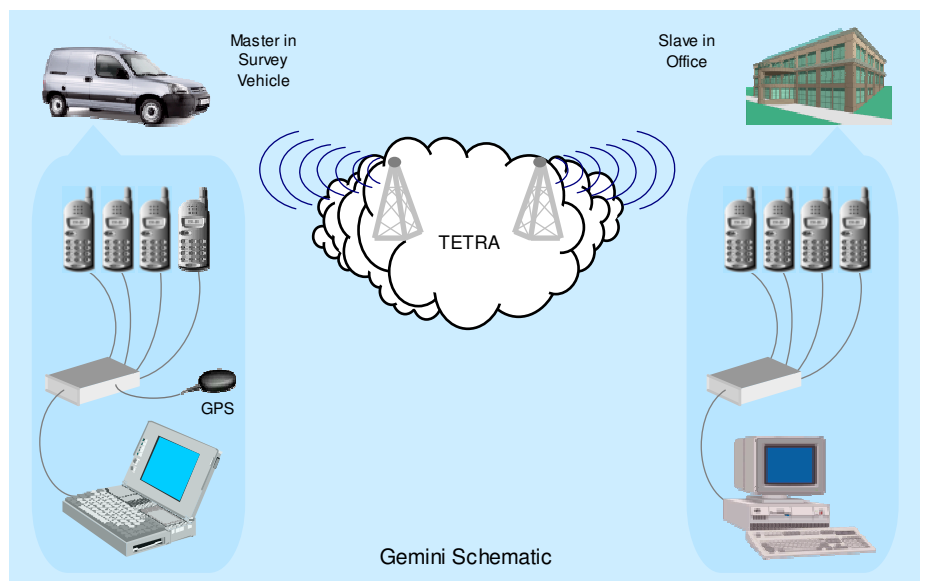 Master in
Survey
Vehicle
Slave in
Office
TETRA
GPS
Gemini Schematic